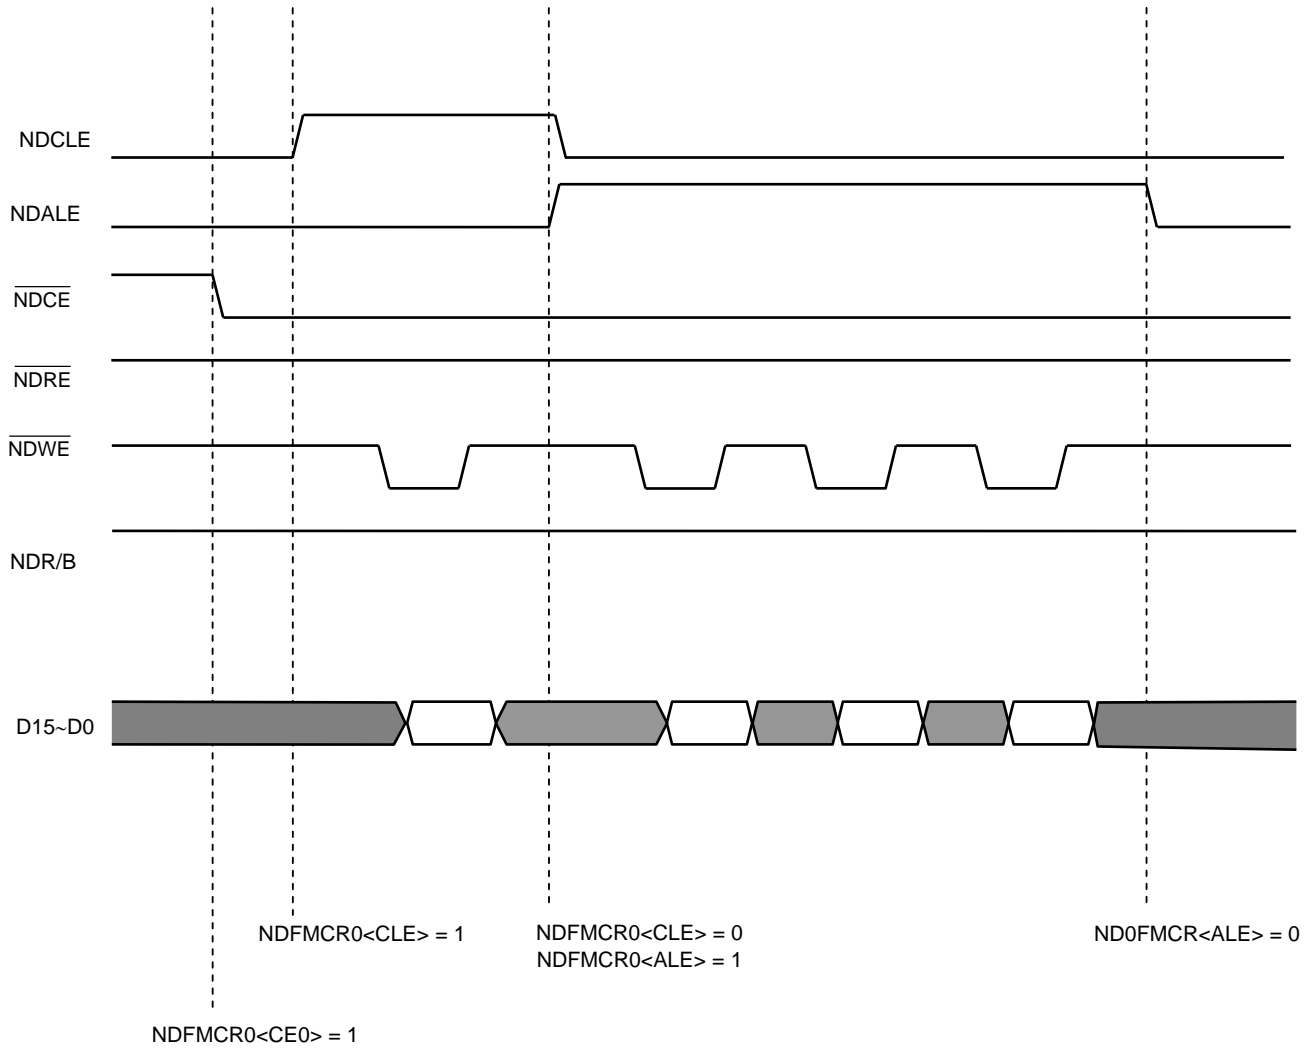 NDCLE
NDALE
NDCE
NDRE
NDWE
NDR/B
D15~D0
NDFMCR0<CLE> = 1
NDFMCR0<CLE> = 0
NDFMCR0<ALE> = 1
ND0FMCR<ALE> = 0
NDFMCR0<CE0> = 1